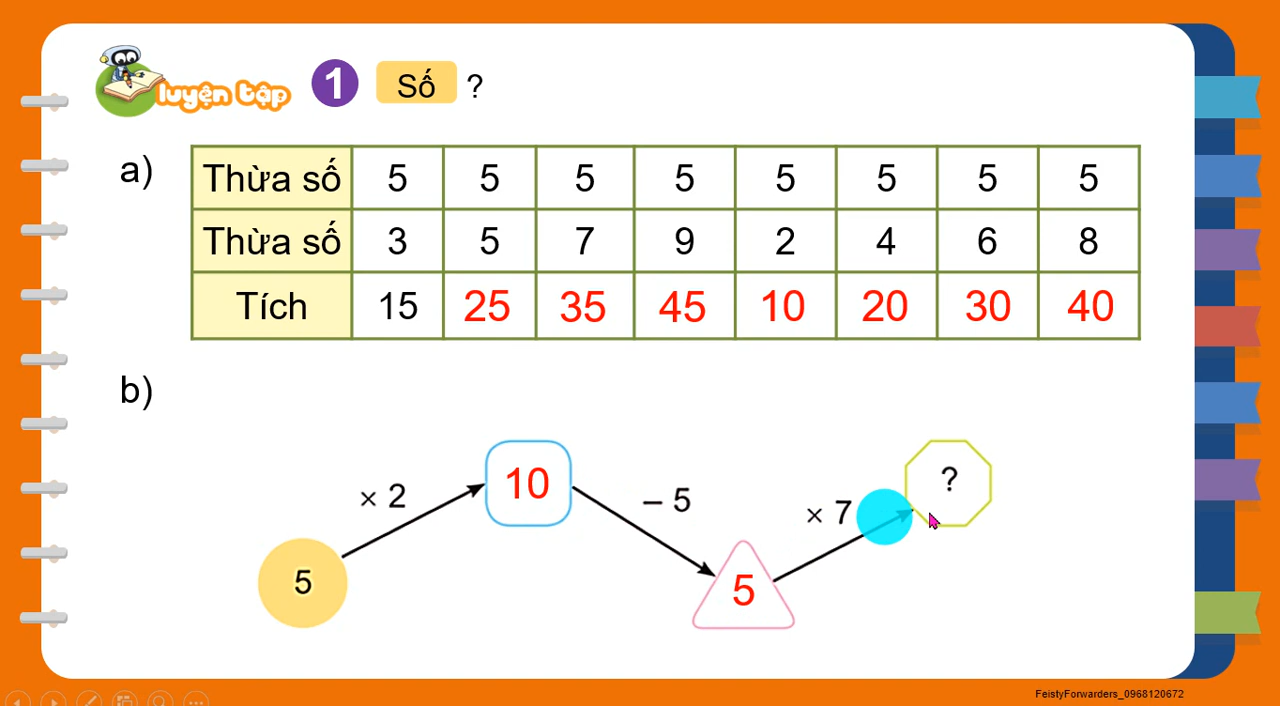 luyện tập 1 Số ?
a)
Thừa số 5 5 5 5 5 5 5 5
Thừa số 3 5 7 9 2 4 6 8
Tích 15 25 35 45 10 20 30 40
b)
5 × 2 10 – 5 5 × 7 ?
FeistyForwarders_0968120672